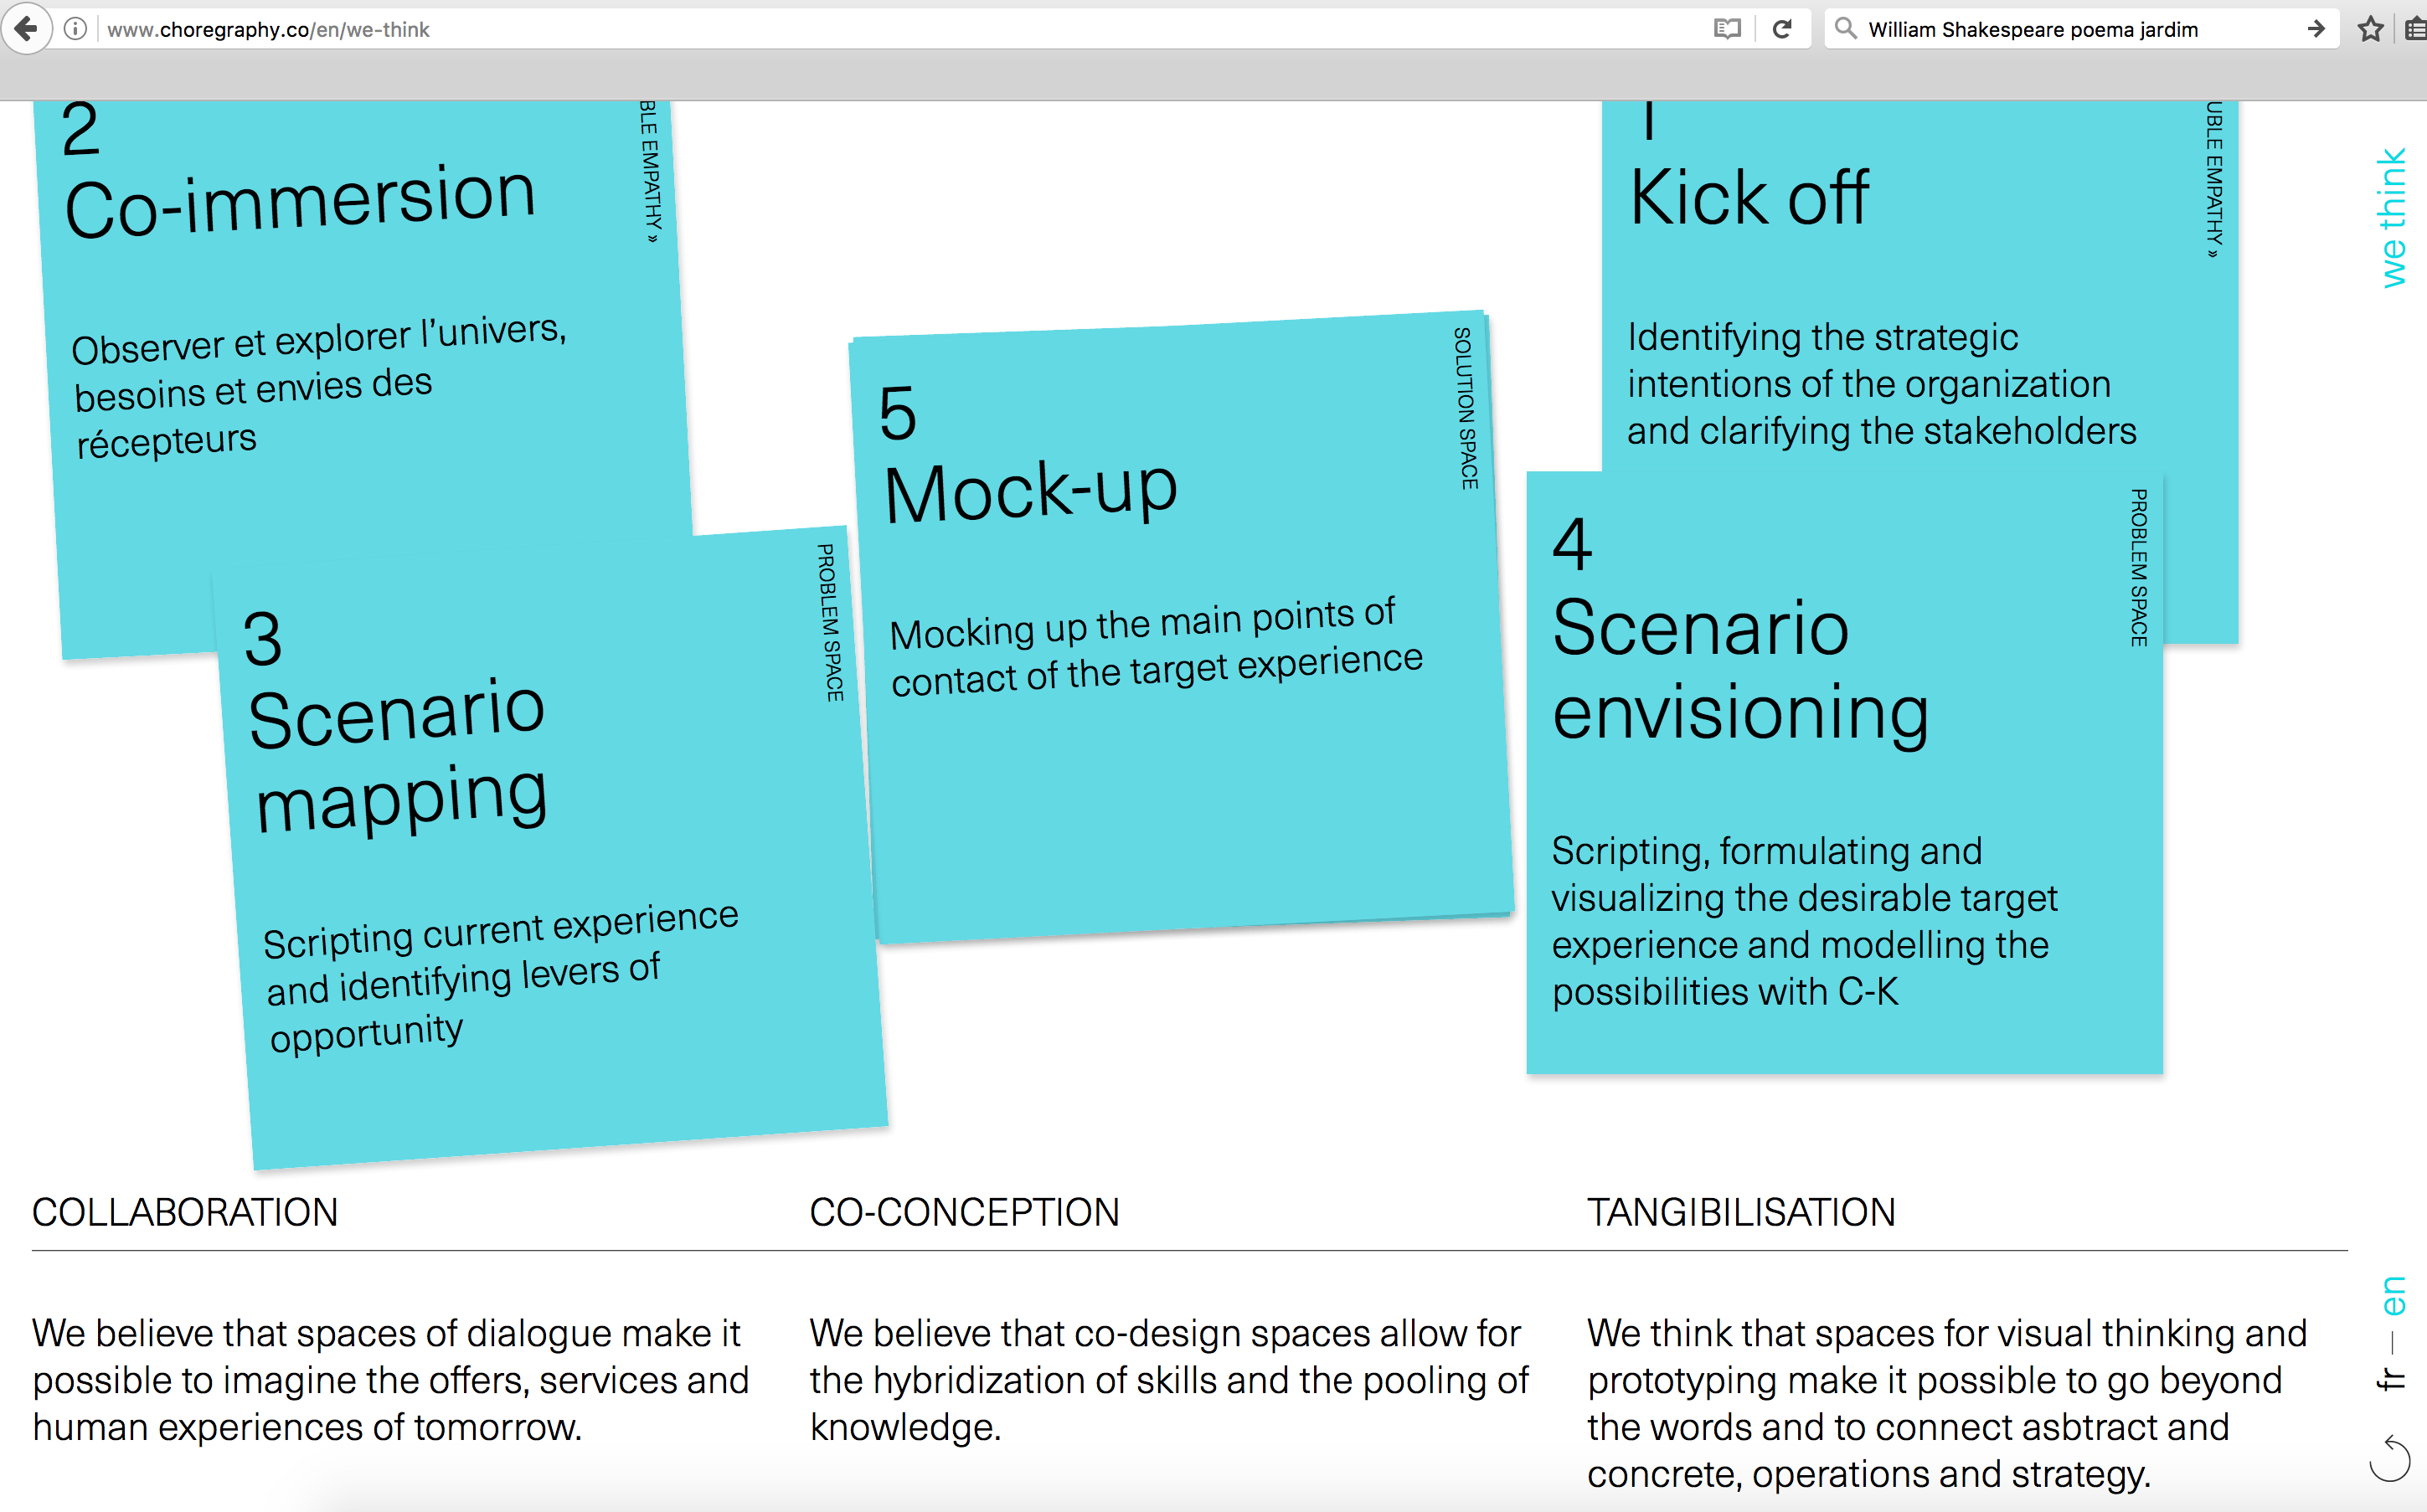 www.choregraphy.co/en/we-think
William Shakespeare poema jardim
2
Co-immersion
BLE EMPATHY »
Observer et explorer l’univers,
besoins et envies des
récepteurs
1
Kick off
UBLE EMPATHY »
Identifying the strategic
intentions of the organization
and clarifying the stakeholders
we think
5
Mock-up
SOLUTION SPACE
Mocking up the main points of
contact of the target experience
3
Scenario
mapping
PROBLEM SPACE
Scripting current experience
and identifying levers of
opportunity
4
Scenario
envisioning
PROBLEM SPACE
Scripting, formulating and
visualizing the desirable target
experience and modelling the
possibilities with C-K
COLLABORATION
We believe that spaces of dialogue make it
possible to imagine the offers, services and
human experiences of tomorrow.
CO-CONCEPTION
We believe that co-design spaces allow for
the hybridization of skills and the pooling of
knowledge.
TANGIBILISATION
We think that spaces for visual thinking and
prototyping make it possible to go beyond
the words and to connect asbtract and
concrete, operations and strategy.
fr — en